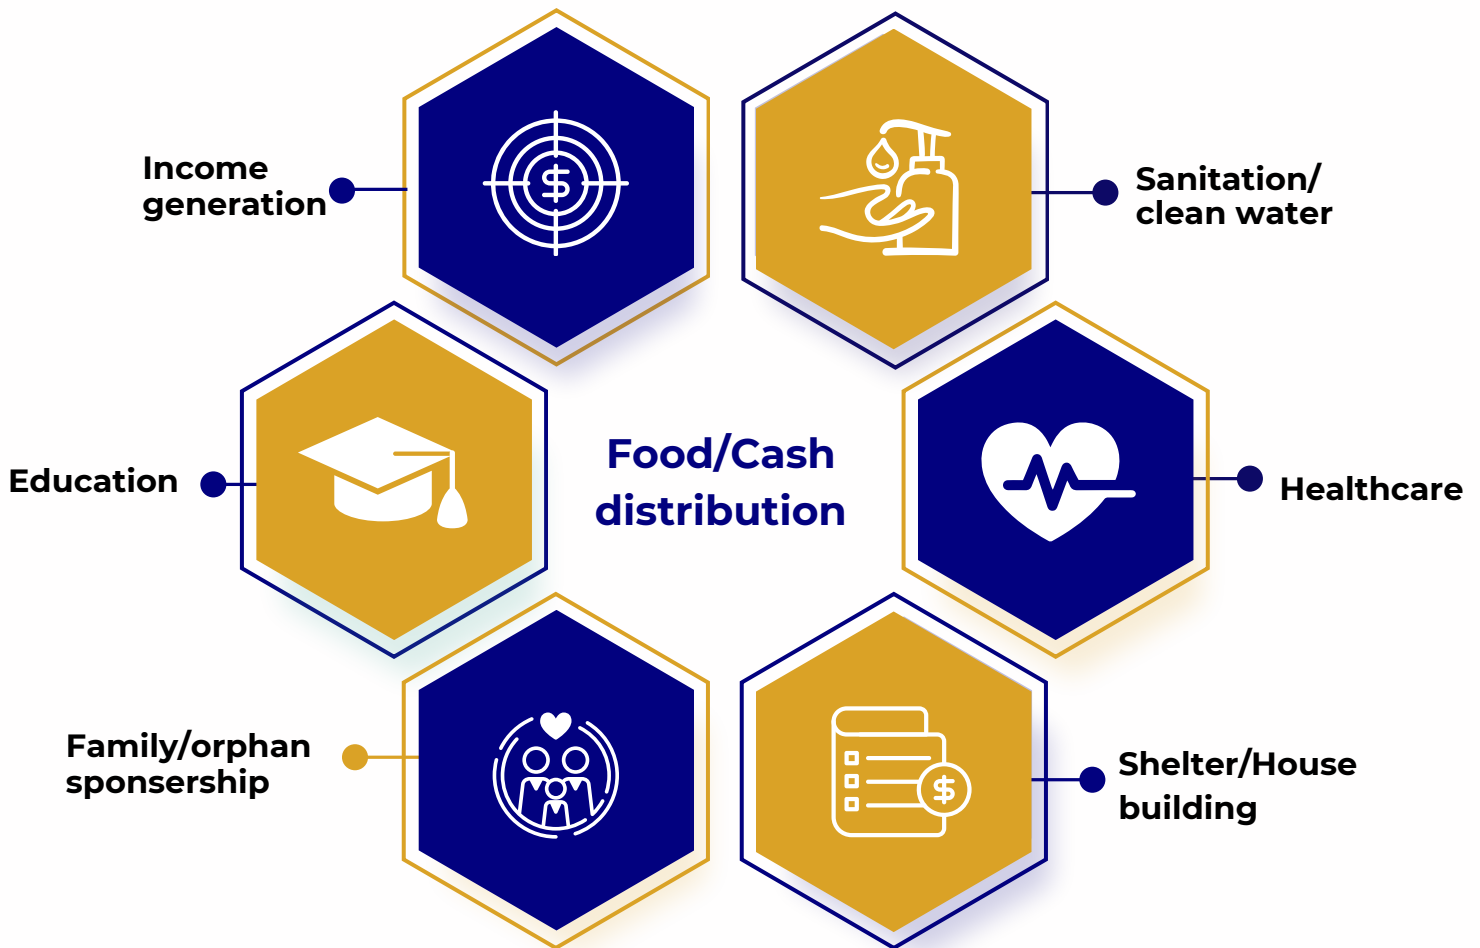 Income
generation
Sanitation/
clean water
Education
Food/Cash
distribution
Healthcare
Family/orphan
sponsership
Shelter/House
building
$
$